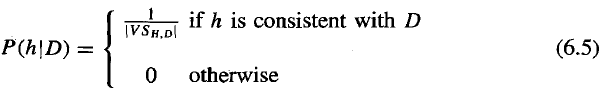 P(h|D) = { 1/|VS_{H,D}| if h is consistent with D
0 otherwise (6.5)